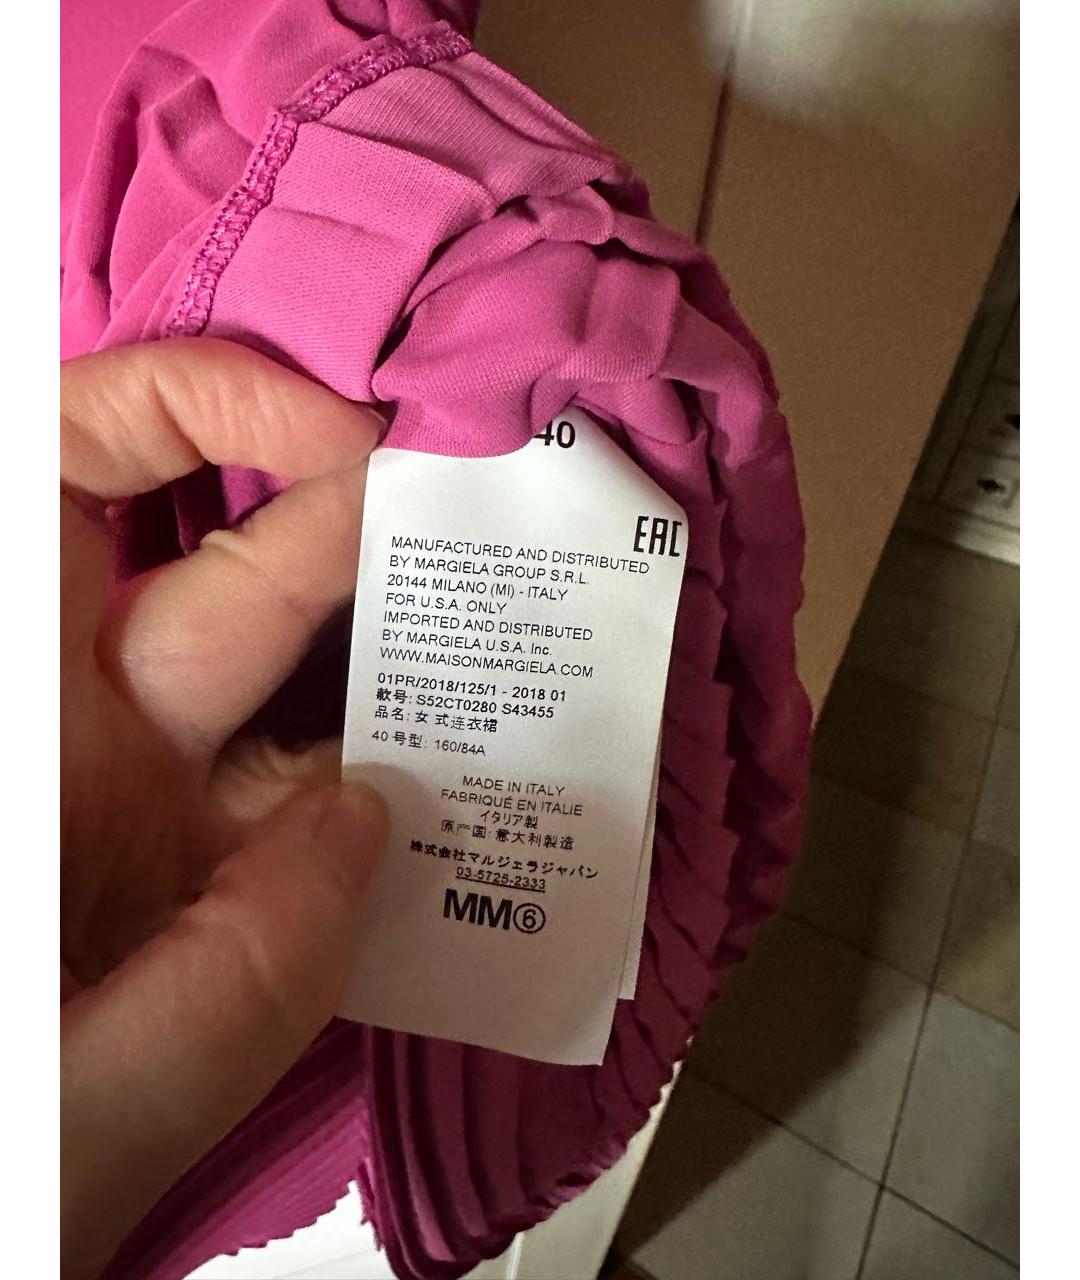 40
EAC
MANUFACTURED AND DISTRIBUTED
BY MARGIELA GROUP S.R.L.
20144 MILANO (MI) - ITALY
FOR U.S.A. ONLY
IMPORTED AND DISTRIBUTED
BY MARGIELA U.S.A. Inc.
WWW.MAISONMARGIELA.COM
01PR/2018/125/1 - 2018 01
款号: S52CT0280 S43455
品名: 女 式连衣裙
40 号型: 160/84A
MADE IN ITALY
FABRIQUÉ EN ITALIE
イタリア製
原产国: 意大利製造
株式会社マルジェラジャパン
03-5725-2333
MM⑥